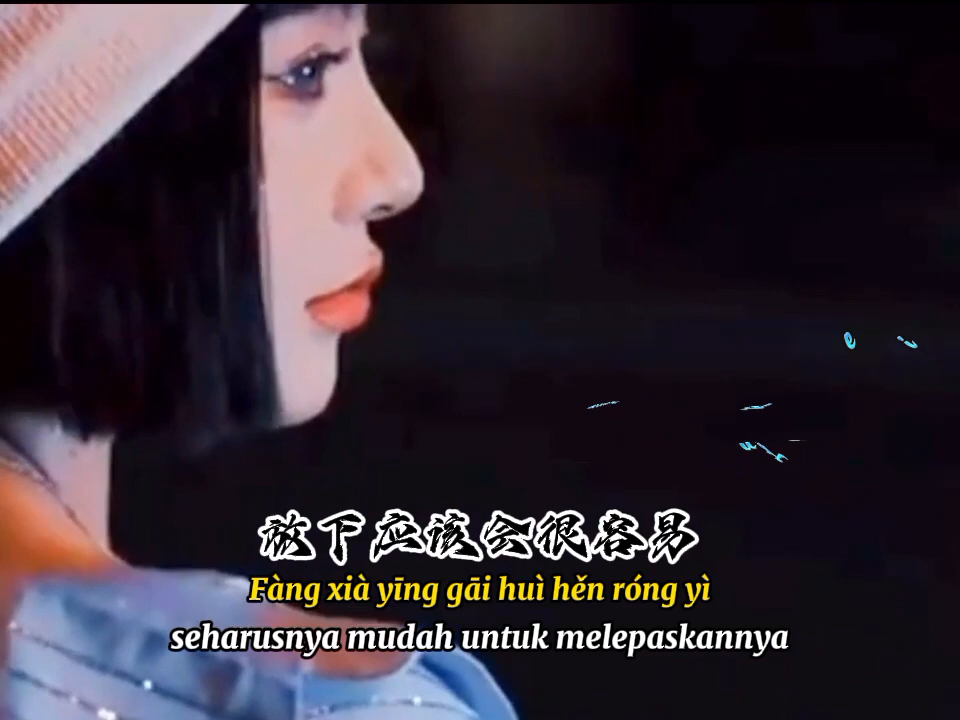 放下应该会很容易
Fàng xià yīng gāi huì hěn róng yì
seharusnya mudah untuk melepaskannya